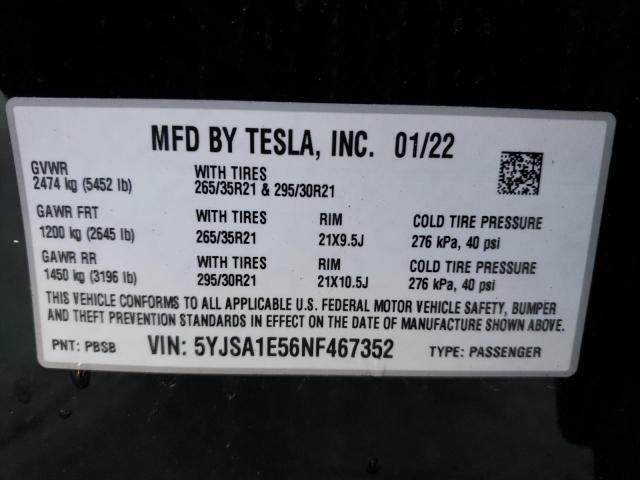 MFD BY TESLA, INC. 01/22
GVWR WITH TIRES
2474 kg (5452 lb) 265/35R21 & 295/30R21
GAWR FRT WITH TIRES RIM COLD TIRE PRESSURE
1200 kg (2645 lb) 265/35R21 21X9.5J 276 kPa, 40 psi
GAWR RR WITH TIRES RIM COLD TIRE PRESSURE
1450 kg (3196 lb) 295/30R21 21X10.5J 276 kPa, 40 psi
THIS VEHICLE CONFORMS TO ALL APPLICABLE U.S. FEDERAL MOTOR VEHICLE SAFETY, BUMPER
AND THEFT PREVENTION STANDARDS IN EFFECT ON THE DATE OF MANUFACTURE SHOWN ABOVE.
PNT: PBSB VIN: 5YJSA1E56NF467352 TYPE: PASSENGER